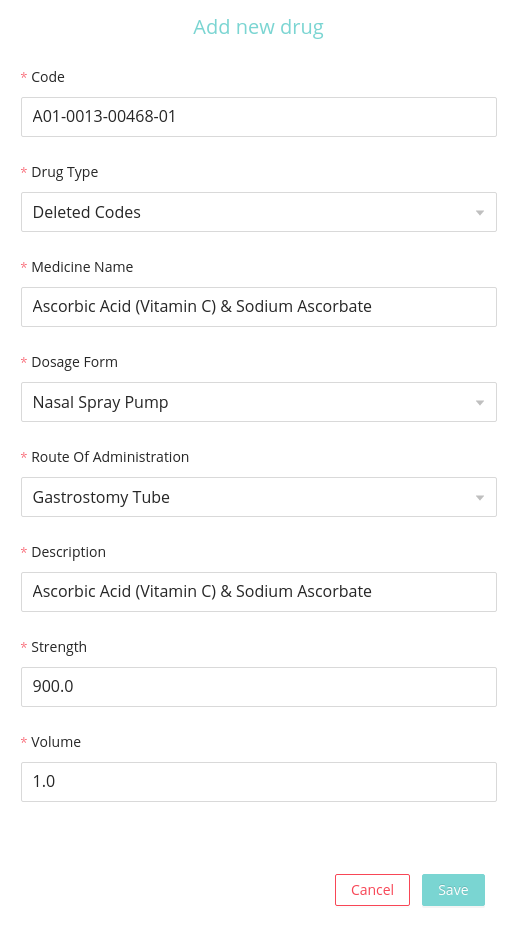 Add new drug
* Code
A01-0013-00468-01
* Drug Type
Deleted Codes
* Medicine Name
Ascorbic Acid (Vitamin C) & Sodium Ascorbate
* Dosage Form
Nasal Spray Pump
* Route Of Administration
Gastrostomy Tube
* Description
Ascorbic Acid (Vitamin C) & Sodium Ascorbate
* Strength
900.0
* Volume
1.0
Cancel Save